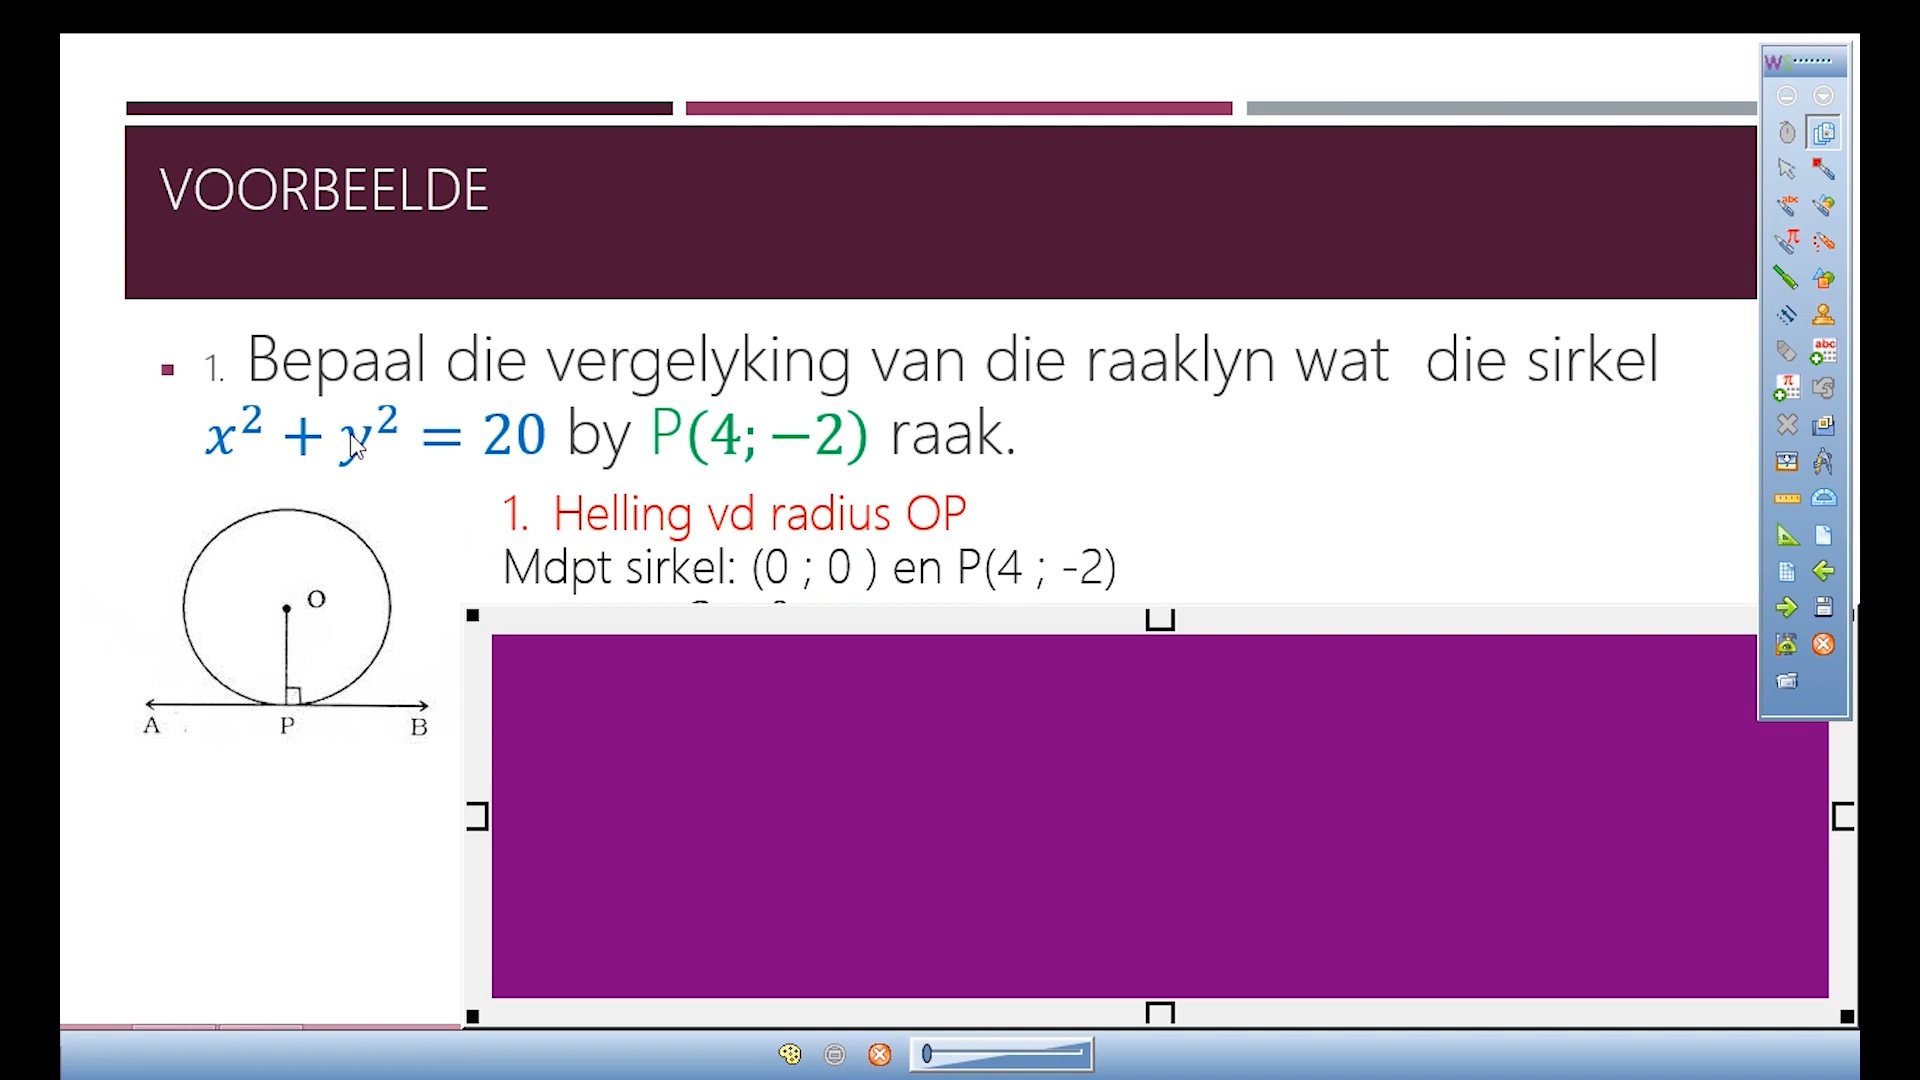 VOORBEELDE
1. Bepaal die vergelyking van die raaklyn wat die sirkel
x² + y² = 20 by P(4; −2) raak.
1. Helling vd radius OP
Mdpt sirkel: (0 ; 0 ) en P(4 ; -2)
O
A P B